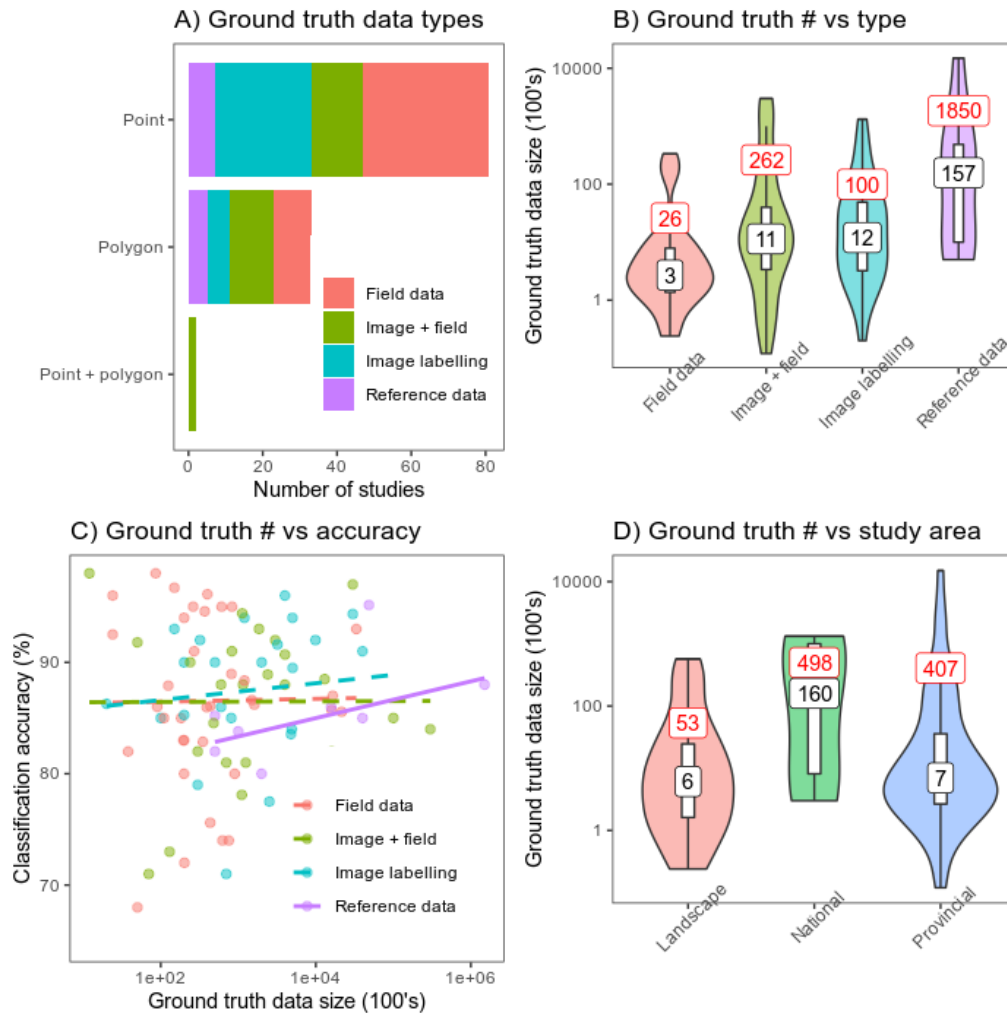 A) Ground truth data types
Point
Polygon
Point + polygon
Field data
Image + field
Image labelling
Reference data
0
20
40
60
80
Number of studies
B) Ground truth # vs type
Ground truth data size (100's)
10000
100
1
26
3
262
11
100
12
1850
157
Field data
Image + field
Image labelling
Reference data
C) Ground truth # vs accuracy
Classification accuracy (%)
90
80
70
Field data
Image + field
Image labelling
Reference data
1e+02
1e+04
1e+06
Ground truth data size (100's)
D) Ground truth # vs study area
Ground truth data size (100's)
10000
100
1
53
6
498
160
407
7
Landscape
National
Provincial